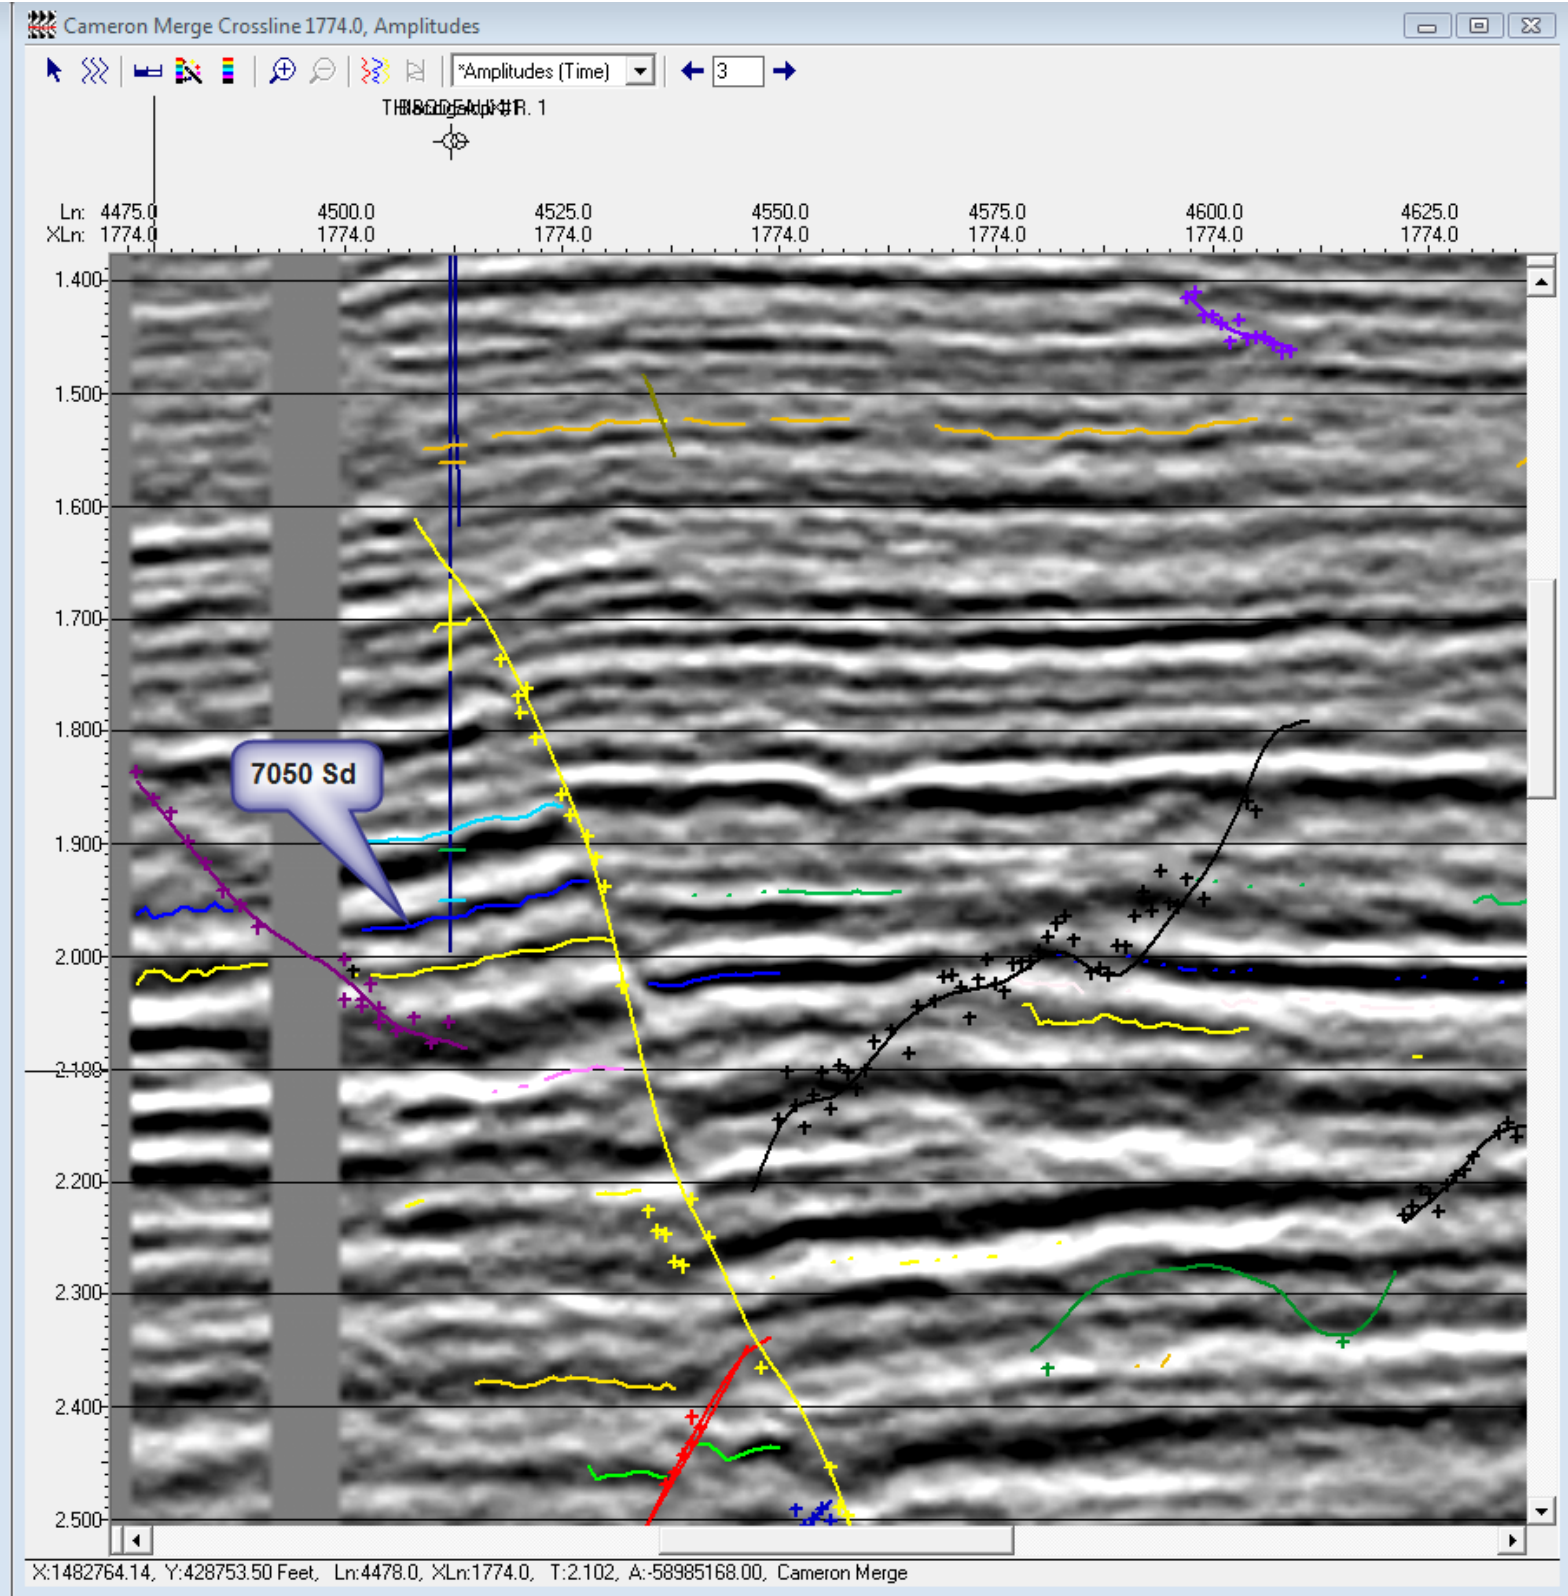 Cameron Merge Crossline 1774.0, Amplitudes
*Amplitudes (Time) 3
R. 1
Ln: 4475.0 4500.0 4525.0 4550.0 4575.0 4600.0 4625.0
XLn: 1774.0 1774.0 1774.0 1774.0 1774.0 1774.0 1774.0
1.400
1.500
1.600
1.700
1.800
7050 Sd
1.900
2.000
2.100
2.200
2.300
2.400
2.500
X:1482764.14, Y:428753.50 Feet, Ln:4478.0, XLn:1774.0, T:2.102, A:-58985168.00, Cameron Merge